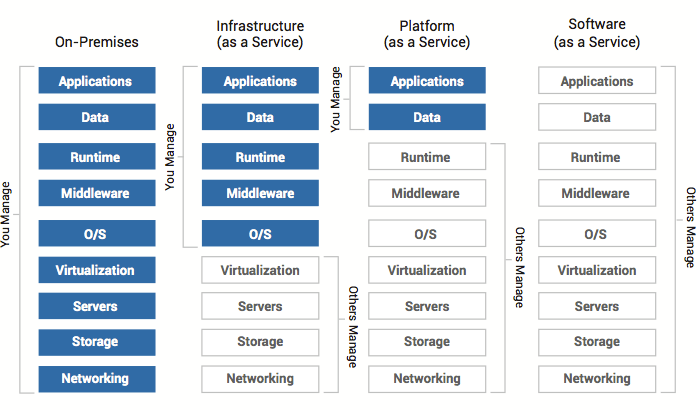 On-Premises
Infrastructure
(as a Service)
Platform
(as a Service)
Software
(as a Service)
You Manage
Applications
Data
Runtime
Middleware
O/S
Virtualization
Servers
Storage
Networking
You Manage
Applications
Data
Runtime
Middleware
O/S
Virtualization
Servers
Storage
Networking
Others Manage
You Manage
Applications
Data
Runtime
Middleware
O/S
Virtualization
Servers
Storage
Networking
Others Manage
Applications
Data
Runtime
Middleware
O/S
Virtualization
Servers
Storage
Networking
Others Manage